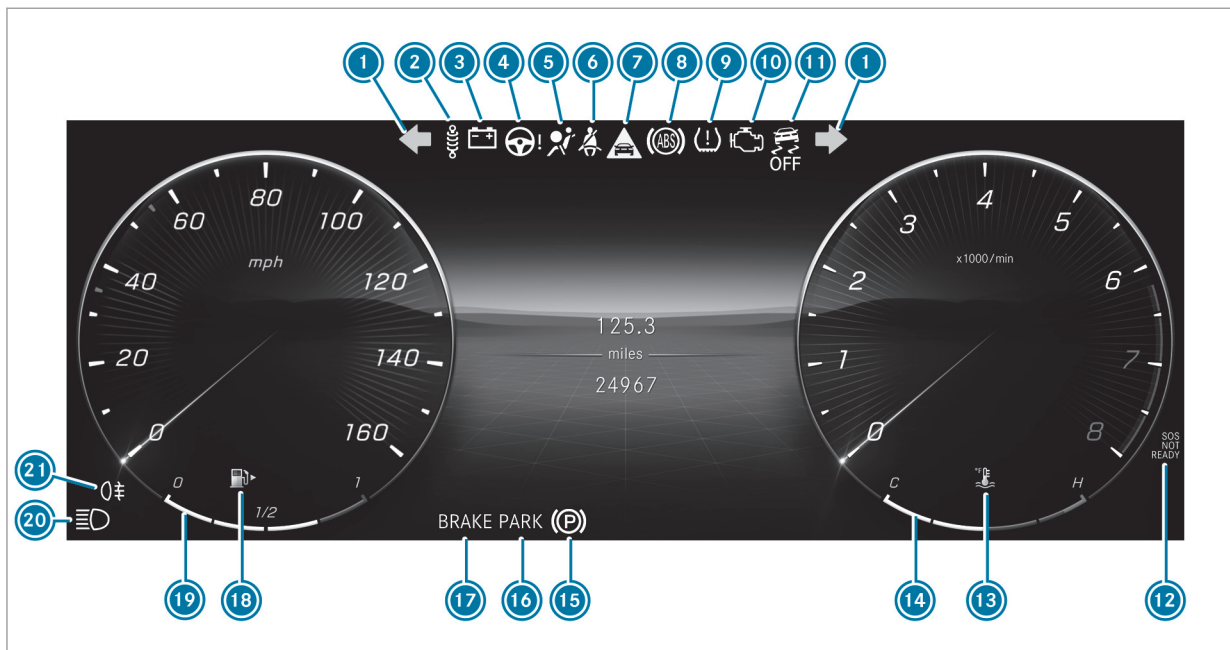 1 2 3 4 5 6 7 8 9 10 11 1
! ABS ! OFF
80
60 100
mph
40 120
20 140
0 160
0 1/2 1
125.3
miles
24967
4
3 5
x1000/min
2 6
1 7
0 8
°F
C H
SOS
NOT
READY
BRAKE PARK P
21
20
19 18 17 16 15 14 13 12